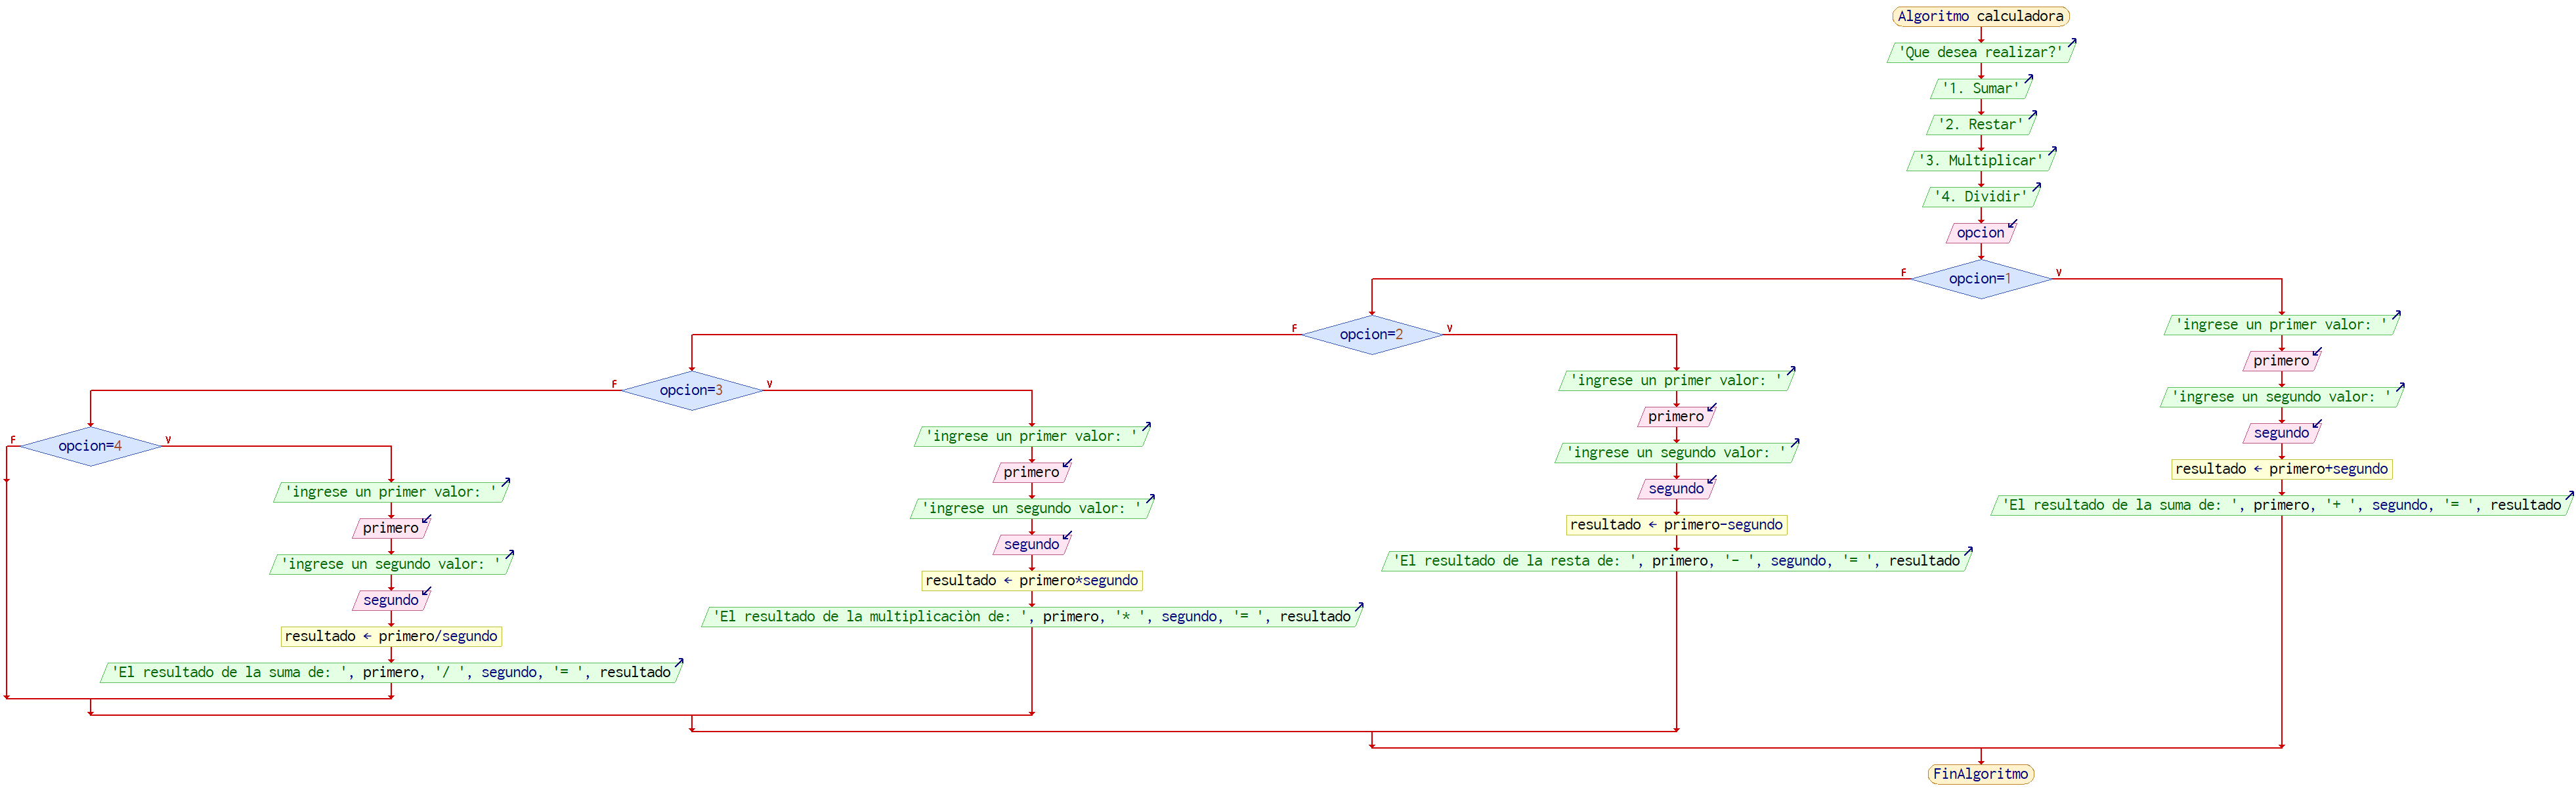 Algoritmo calculadora
'Que desea realizar?'
'1. Sumar'
'2. Restar'
'3. Multiplicar'
'4. Dividir'
opcion
opcion=1
F
V
'ingrese un primer valor: '
primero
'ingrese un segundo valor: '
segundo
resultado ← primero+segundo
'El resultado de la suma de: ', primero, '+ ', segundo, '= ', resultado
opcion=2
F
V
'ingrese un primer valor: '
primero
'ingrese un segundo valor: '
segundo
resultado ← primero-segundo
'El resultado de la resta de: ', primero, '- ', segundo, '= ', resultado
opcion=3
F
V
'ingrese un primer valor: '
primero
'ingrese un segundo valor: '
segundo
resultado ← primero*segundo
'El resultado de la multiplicaciòn de: ', primero, '* ', segundo, '= ', resultado
opcion=4
F
V
'ingrese un primer valor: '
primero
'ingrese un segundo valor: '
segundo
resultado ← primero/segundo
'El resultado de la suma de: ', primero, '/ ', segundo, '= ', resultado
FinAlgoritmo